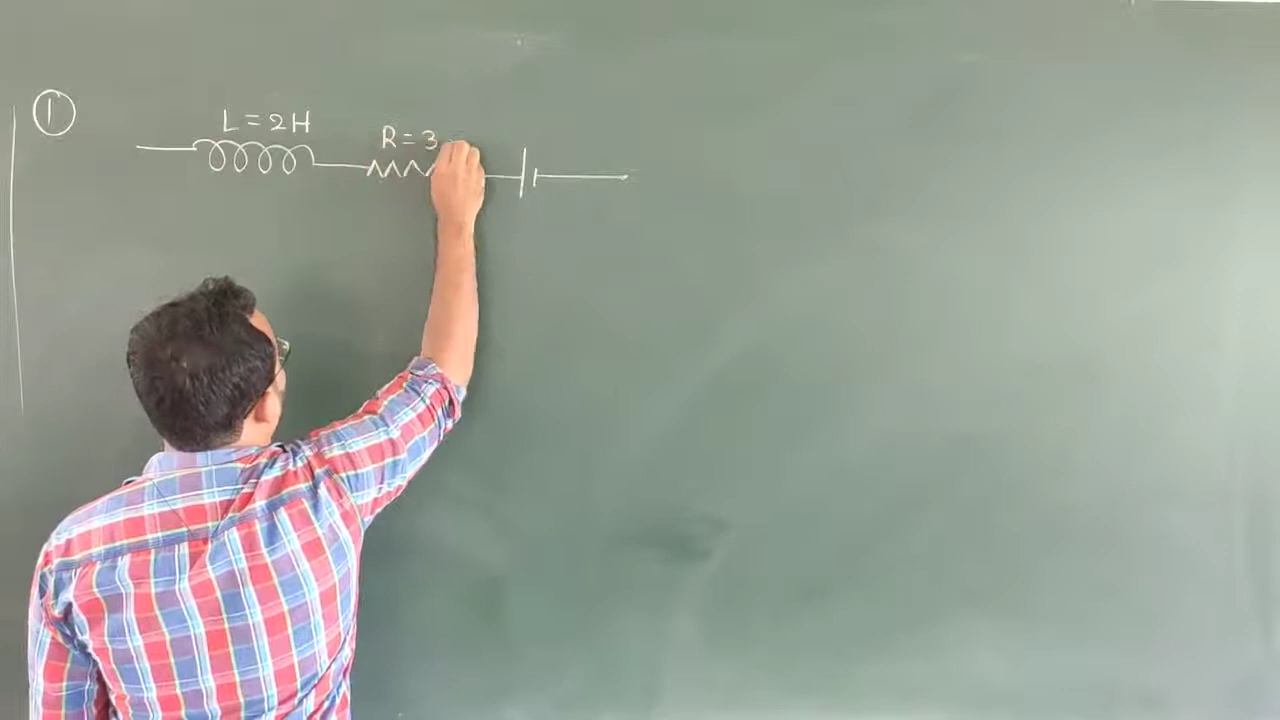 ①
L = 2H
R = 3